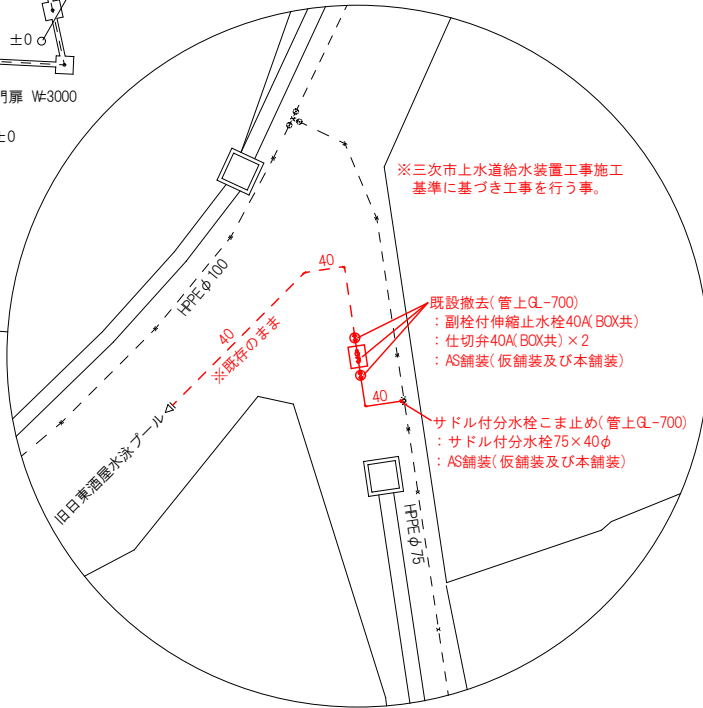 ±0
門扉 W=3000
±0
※三次市上水道給水装置工事施工
基準に基づき工事を行う事。
HPPEφ100
40
40
※既存のまま
既設撤去(管上GL-700)
：副栓付伸縮止水栓40A(BOX共)
：仕切弁40A(BOX共)×2
：AS舗装(仮舗装及び本舗装)
40
サドル付分水栓こま止め(管上GL-700)
：サドル付分水栓75×40φ
：AS舗装(仮舗装及び本舗装)
旧日東酒屋水泳プール
HPPEφ75